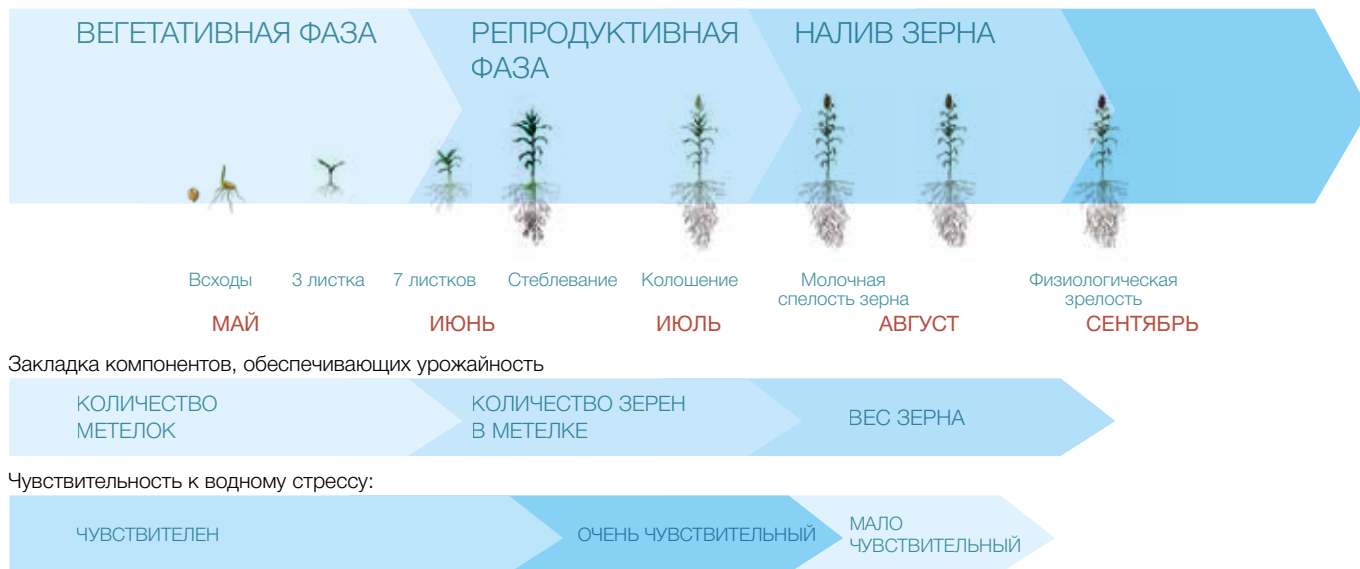 ВЕГЕТАТИВНАЯ ФАЗА
РЕПРОДУКТИВНАЯ
ФАЗА
НАЛИВ ЗЕРНА
Всходы
3 листка
7 листков
Стеблевание
Колошение
Молочная
спелость зерна
Физиологическая
зрелость
МАЙ
ИЮНЬ
ИЮЛЬ
АВГУСТ
СЕНТЯБРЬ
Закладка компонентов, обеспечивающих урожайность
КОЛИЧЕСТВО
МЕТЕЛОК
КОЛИЧЕСТВО ЗЕРЕН
В МЕТЕЛКЕ
ВЕС ЗЕРНА
Чувствительность к водному стрессу:
ЧУВСТВИТЕЛЕН
ОЧЕНЬ ЧУВСТВИТЕЛЬНЫЙ
МАЛО
ЧУВСТВИТЕЛЬНЫЙ